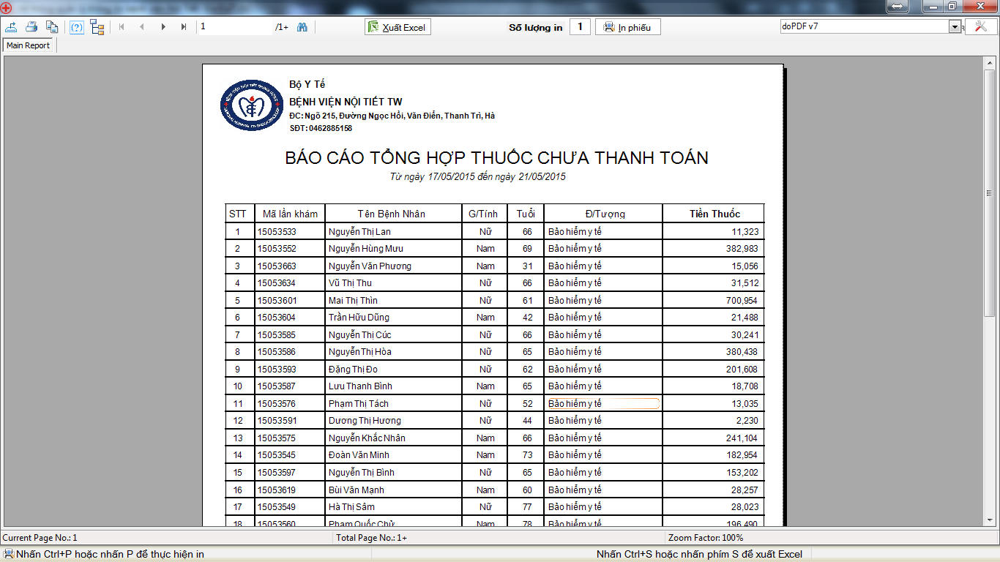 Xuất Excel
Số lượng in 1
In phiếu
doPDF v7
1 /1+
Main Report
Bộ Y Tế
BỆNH VIỆN NỘI TIẾT TW
ĐC: Ngõ 215, Đường Ngọc Hồi, Văn Điển, Thanh Trì, Hà
SĐT: 0462885158
BÁO CÁO TỔNG HỢP THUỐC CHƯA THANH TOÁN
Từ ngày 17/05/2015 đến ngày 21/05/2015
STT Mã lần khám Tên Bệnh Nhân G/Tính Tuổi Đ/Tượng Tiền Thuốc
1 15053533 Nguyễn Thị Lan Nữ 66 Bảo hiểm y tế 11,323
2 15053552 Nguyễn Hùng Mưu Nam 69 Bảo hiểm y tế 382,983
3 15053663 Nguyễn Văn Phương Nam 31 Bảo hiểm y tế 15,056
4 15053634 Vũ Thị Thu Nữ 66 Bảo hiểm y tế 31,512
5 15053601 Mai Thị Thìn Nữ 61 Bảo hiểm y tế 700,954
6 15053604 Trần Hữu Dũng Nam 42 Bảo hiểm y tế 21,488
7 15053585 Nguyễn Thị Cúc Nữ 66 Bảo hiểm y tế 30,241
8 15053586 Nguyễn Thị Hòa Nữ 65 Bảo hiểm y tế 380,438
9 15053593 Đặng Thị Đo Nữ 62 Bảo hiểm y tế 201,608
10 15053587 Lưu Thanh Bình Nam 65 Bảo hiểm y tế 18,708
11 15053576 Phạm Thị Tách Nữ 52 Bảo hiểm y tế 13,035
12 15053591 Dương Thị Hương Nữ 44 Bảo hiểm y tế 2,230
13 15053575 Nguyễn Khắc Nhân Nam 66 Bảo hiểm y tế 241,104
14 15053545 Đoàn Văn Minh Nam 73 Bảo hiểm y tế 182,954
15 15053597 Nguyễn Thị Bình Nữ 65 Bảo hiểm y tế 153,202
16 15053619 Bùi Văn Mạnh Nam 60 Bảo hiểm y tế 28,257
17 15053549 Hà Thị Sâm Nữ 77 Bảo hiểm y tế 28,023
18 15053560 Phạm Quốc Chử Nam 78 Bảo hiểm y tế 196,490
Current Page No.: 1 Total Page No.: 1+ Zoom Factor: 100%
Nhấn Ctrl+P hoặc nhấn P để thực hiện in Nhấn Ctrl+S hoặc nhấn phím S để xuất Excel